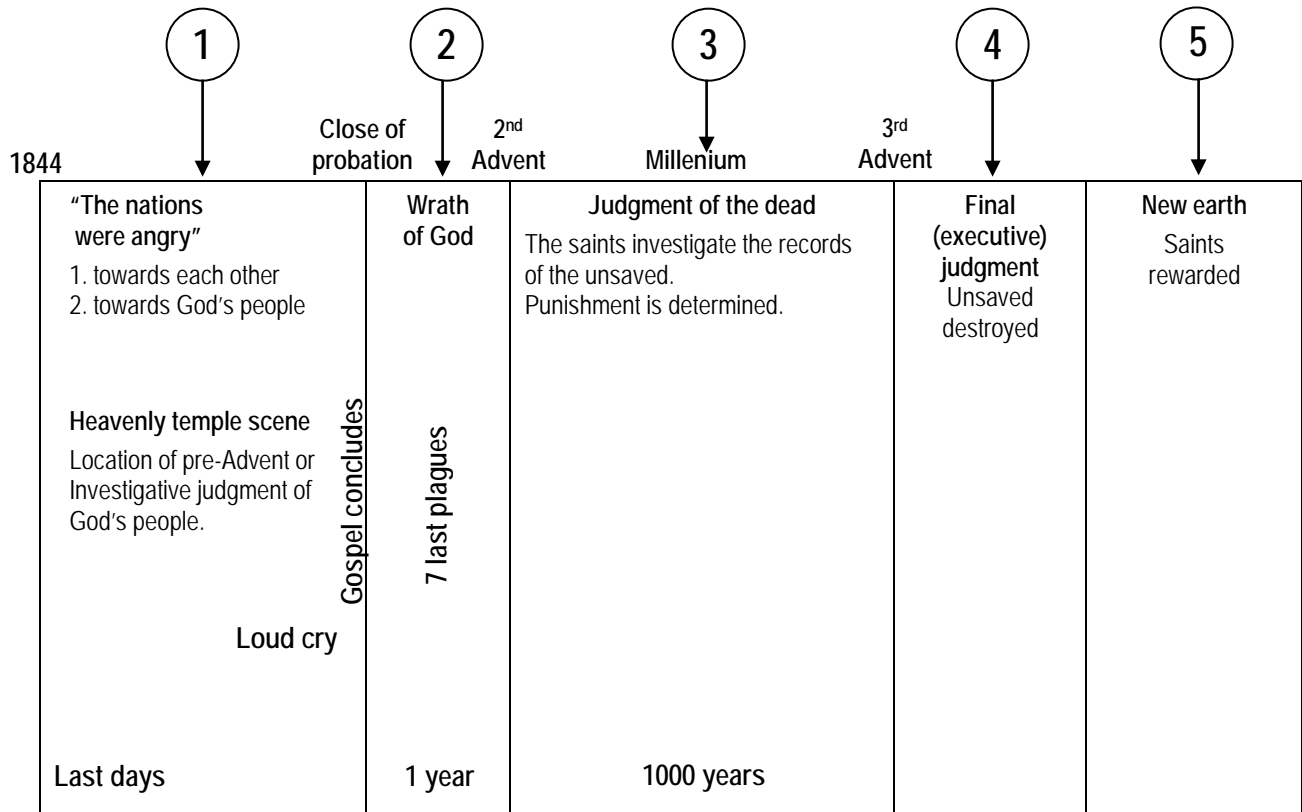 1
2
3
4
5
1844
Close of
probation
2nd
Advent
Millenium
3rd
Advent
“The nations
were angry”
1. towards each other
2. towards God’s people
Heavenly temple scene
Location of pre-Advent or
Investigative judgment of
God’s people.
Loud cry
Gospel concludes
Last days
Wrath
of God
7 last plagues
1 year
Judgment of the dead
The saints investigate the records
of the unsaved.
Punishment is determined.
1000 years
Final
(executive)
judgment
Unsaved
destroyed
New earth
Saints
rewarded